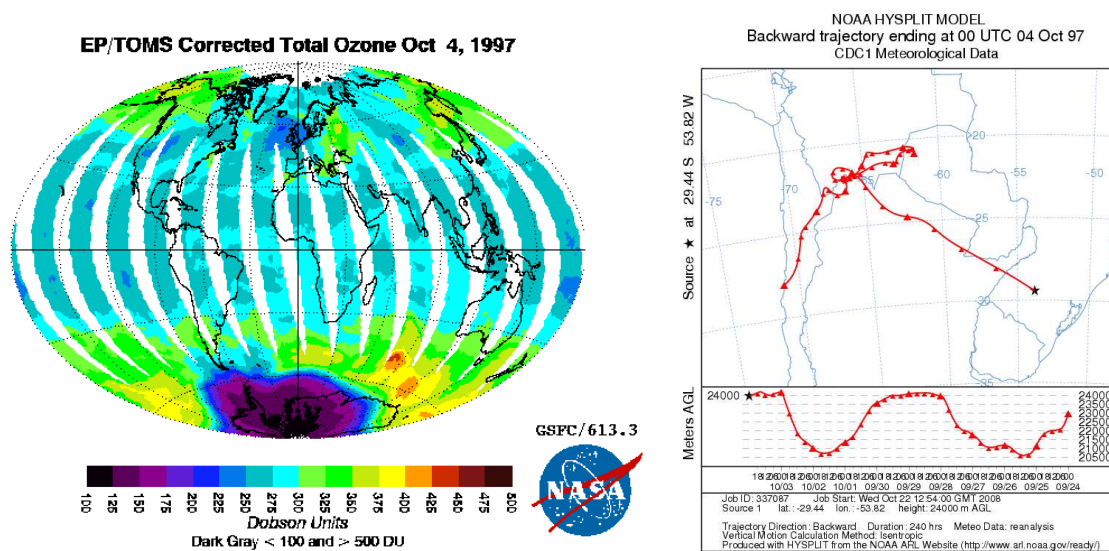 EP/TOMS Corrected Total Ozone Oct 4, 1997
GSFC/613.3
NASA
100 125 150 175 200 225 250 275 300 325 350 375 400 425 450 475 500
Dobson Units
Dark Gray < 100 and > 500 DU
NOAA HYSPLIT MODEL
Backward trajectory ending at 00 UTC 04 Oct 97
CDC1 Meteorological Data
Source ★ at 29.44 S 53.82 W
-75
-70
-65
-60
-55
-50
-20
-25
-30
-35
Meters AGL
24000
24000
23500
23000
22500
22000
21500
21000
20500
10/03 10/02 10/01 09/30 09/29 09/28 09/27 09/26 09/25 09/24
Job ID: 337087 Job Start: Wed Oct 22 12:54:00 GMT 2008
Source 1 lat.: -29.44 lon.: -53.82 height: 24000 m AGL
Trajectory Direction: Backward Duration: 240 hrs Meteo Data: reanalysis
Vertical Motion Calculation Method: Isentropic
Produced with HYSPLIT from the NOAA ARL Website (http://www.arl.noaa.gov/ready/)